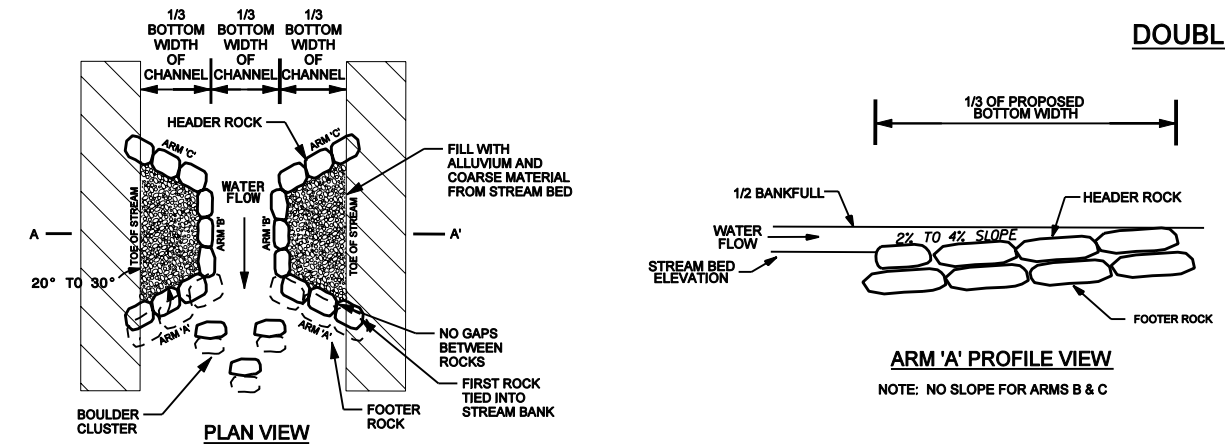 DOUBL
1/3
BOTTOM
WIDTH
OF
CHANNEL
1/3
BOTTOM
WIDTH
OF
CHANNEL
1/3
BOTTOM
WIDTH
OF
CHANNEL
HEADER ROCK
ARM 'C'
ARM 'C'
FILL WITH
ALLUVIUM AND
COARSE MATERIAL
FROM STREAM BED
WATER
FLOW
TOE OF STREAM
ARM 'B'
ARM 'B'
TOE OF STREAM
A
A'
20° TO 30°
ARM 'A'
ARM 'A'
NO GAPS
BETWEEN
ROCKS
FIRST ROCK
TIED INTO
STREAM BANK
BOULDER
CLUSTER
FOOTER
ROCK
PLAN VIEW
1/3 OF PROPOSED
BOTTOM WIDTH
1/2 BANKFULL
HEADER ROCK
WATER
FLOW
2% TO 4% SLOPE
STREAM BED
ELEVATION
FOOTER ROCK
ARM 'A' PROFILE VIEW
NOTE: NO SLOPE FOR ARMS B & C